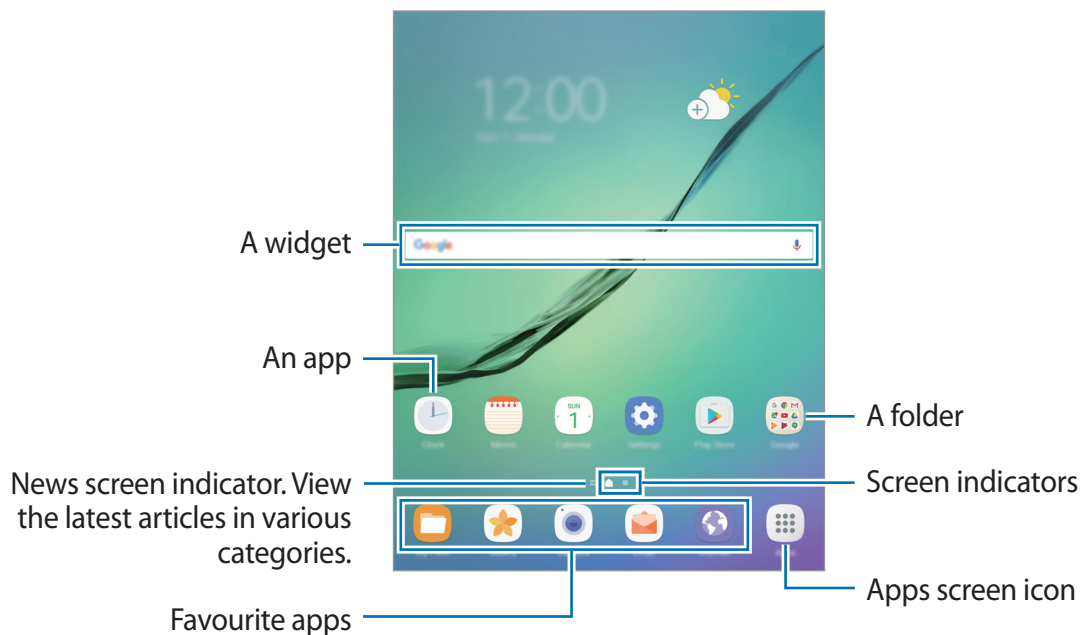 12:00
A widget
Google
An app
SUN
1
Clock
Memo
Calendar
Settings
Play Store
Google
A folder
News screen indicator. View
the latest articles in various
categories.
Screen indicators
Apps screen icon
Favourite apps